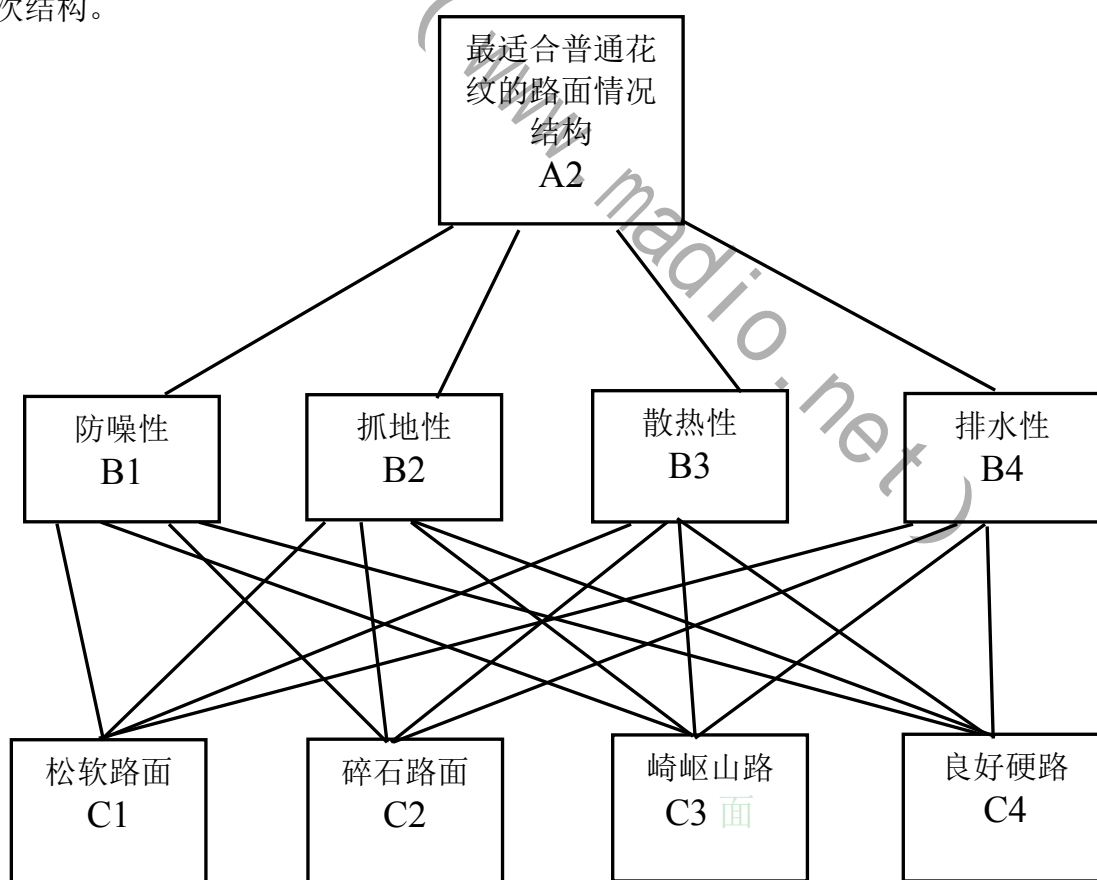 次结构。
最适合普通花
纹的路面情况
结构
A2
(www.madio.net)
防噪性
B1
抓地性
B2
散热性
B3
排水性
B4
松软路面
C1
碎石路面
C2
崎岖山路
C3 面
良好硬路
C4